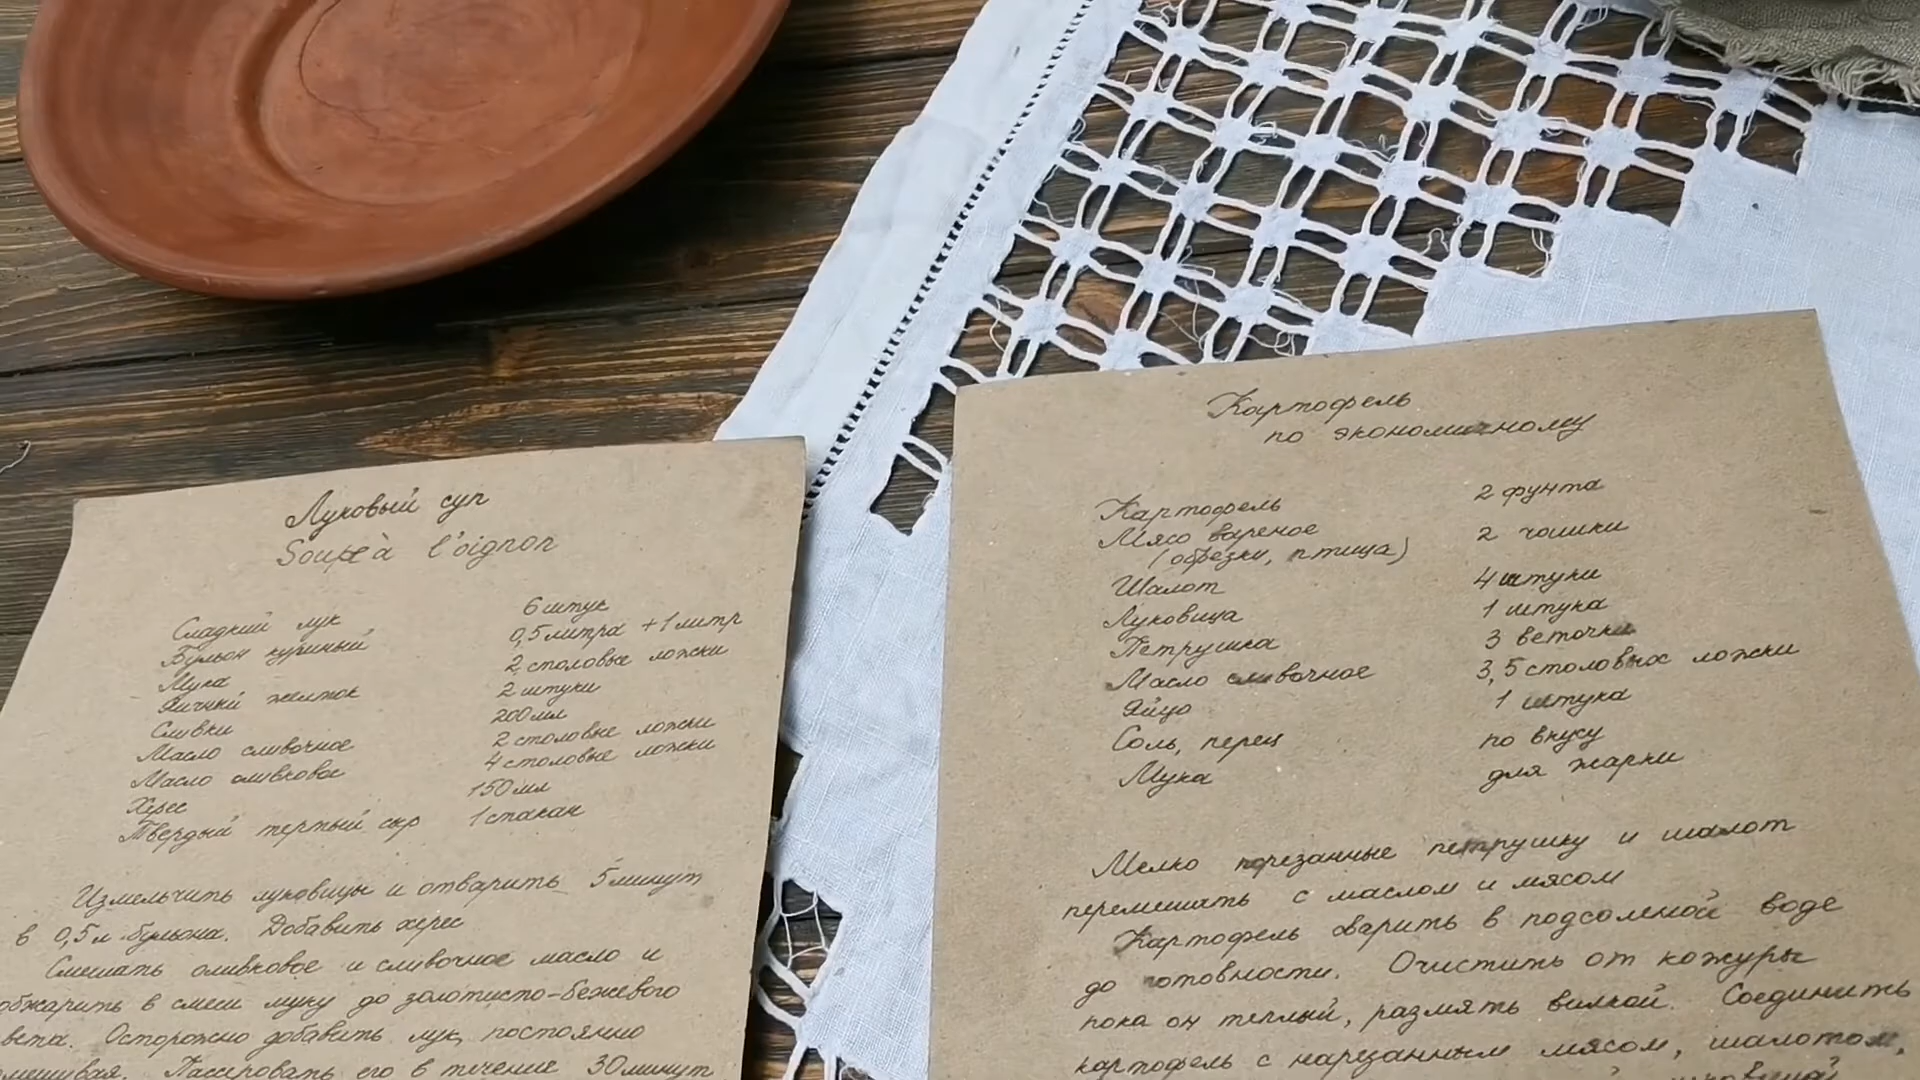 Луковый суп
Soupe à l'oignon
Сладкий лук 6 штук
Бульон куриный 0,5 литра + 1 литр
Мука 2 столовые ложки
Яичный желток 2 штуки
Сливки 200 мл
Масло сливочное 2 столовые ложки
Масло оливковое 4 столовые ложки
Херес 150 мл
Твердый тертый сыр 1 стакан
Измельчить луковицы и отварить 5 минут
в 0,5 л бульона. Добавить херес
Смешать оливковое и сливочное масло и
обжарить в смеси муку до золотисто-бежевого
цвета. Осторожно добавить лук, постоянно
Пассеровать его в течение 30 минут
Картофель
по экономичному
Картофель 2 фунта
Мясо вареное 2 чашки
(обрезки, птица)
Шалот 4 штуки
Луковица 1 штука
Петрушка 3 веточки
Масло сливочное 3,5 столовых ложки
Яйцо 1 штука
Соль, перец по вкусу
Мука для жарки
Мелко порезанные петрушку и шалот
перемешать с маслом и мясом
Картофель варить в подсоленой воде
до готовности. Очистить от кожуры
пока он теплый, размять вилкой. Соединить
картофель с нарезанным мясом, шалотом,